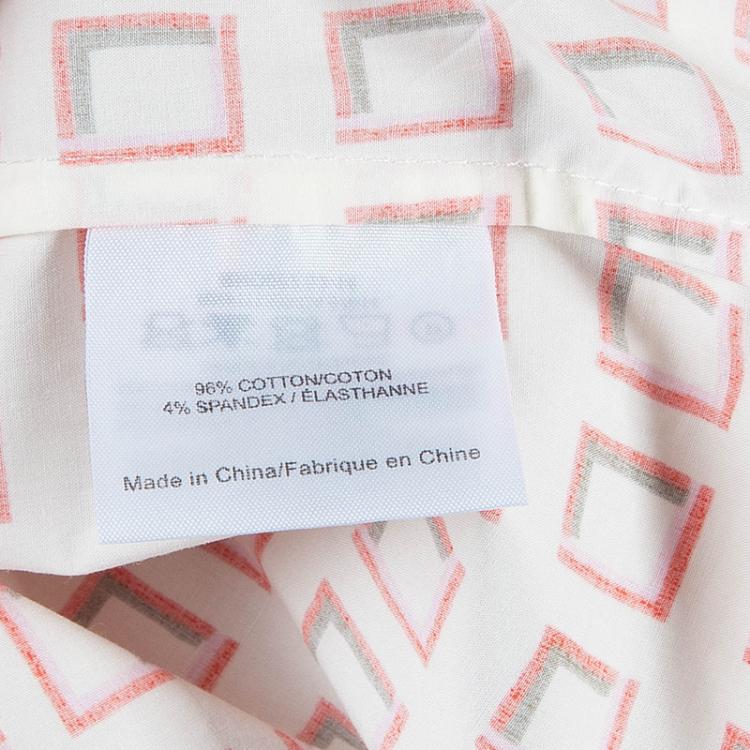 96% COTTON/COTON
4% SPANDEX / ÉLASTHANNE
Made in China/Fabrique en Chine